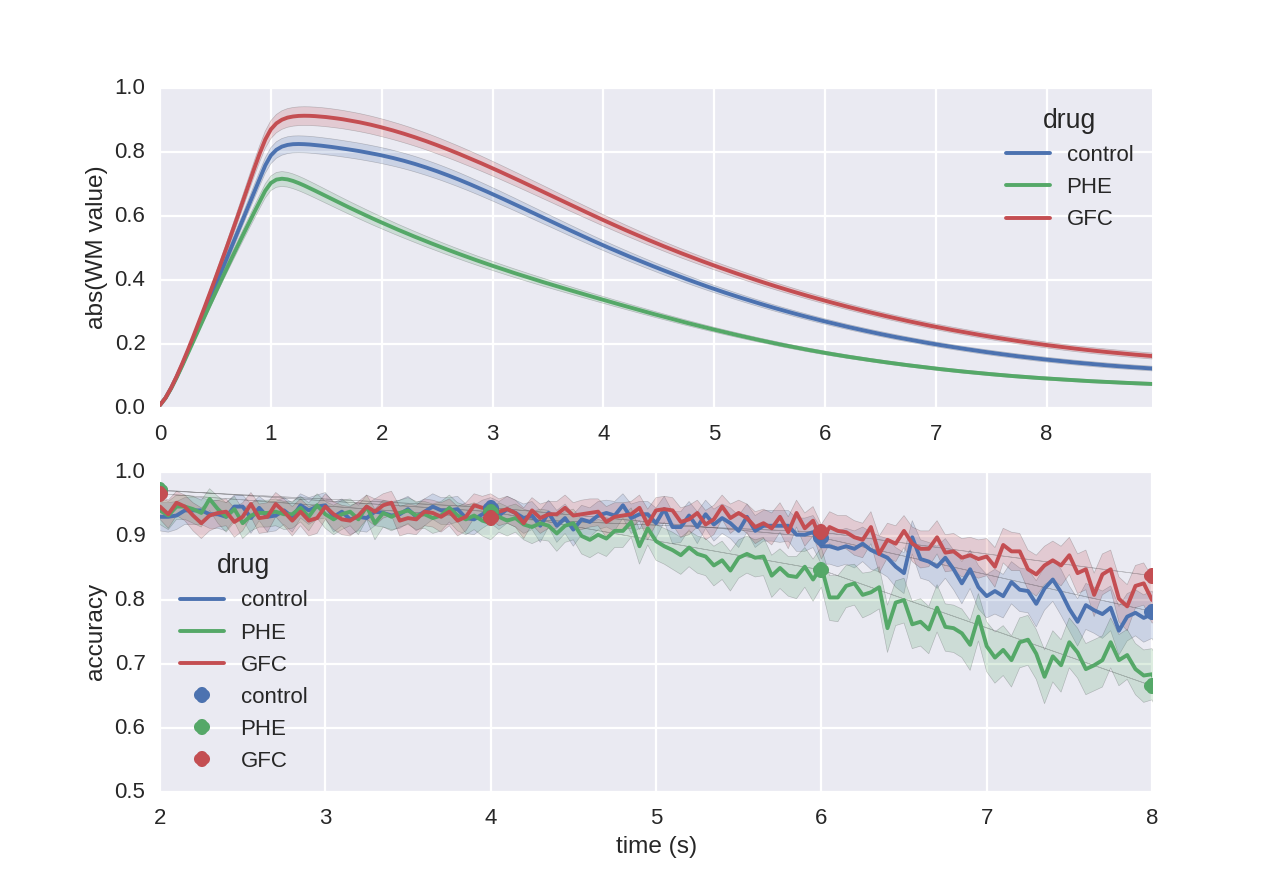 1.0
0.8
0.6
0.4
0.2
0.0
abs(WM value)
drug
control
PHE
GFC
0 1 2 3 4 5 6 7 8
1.0
0.9
0.8
0.7
0.6
0.5
accuracy
drug
control
PHE
GFC
control
PHE
GFC
2 3 4 5 6 7 8
time (s)